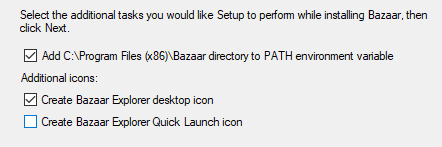 Select the additional tasks you would like Setup to perform while installing Bazaar, then
click Next.
Add C:\Program Files (x86)\Bazaar directory to PATH environment variable
Additional icons:
Create Bazaar Explorer desktop icon
Create Bazaar Explorer Quick Launch icon